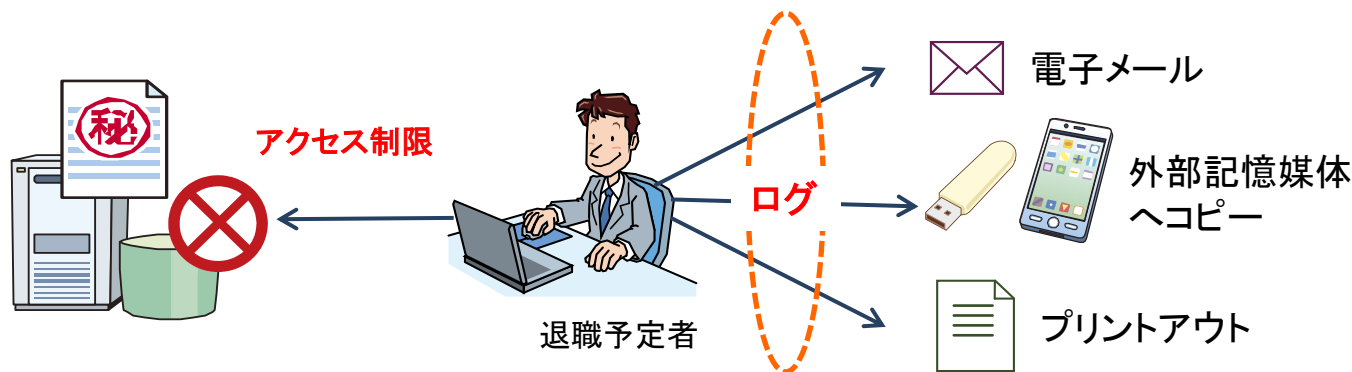 電子メール
秘
アクセス制限
外部記憶媒体
へコピー
ログ
退職予定者
プリントアウト